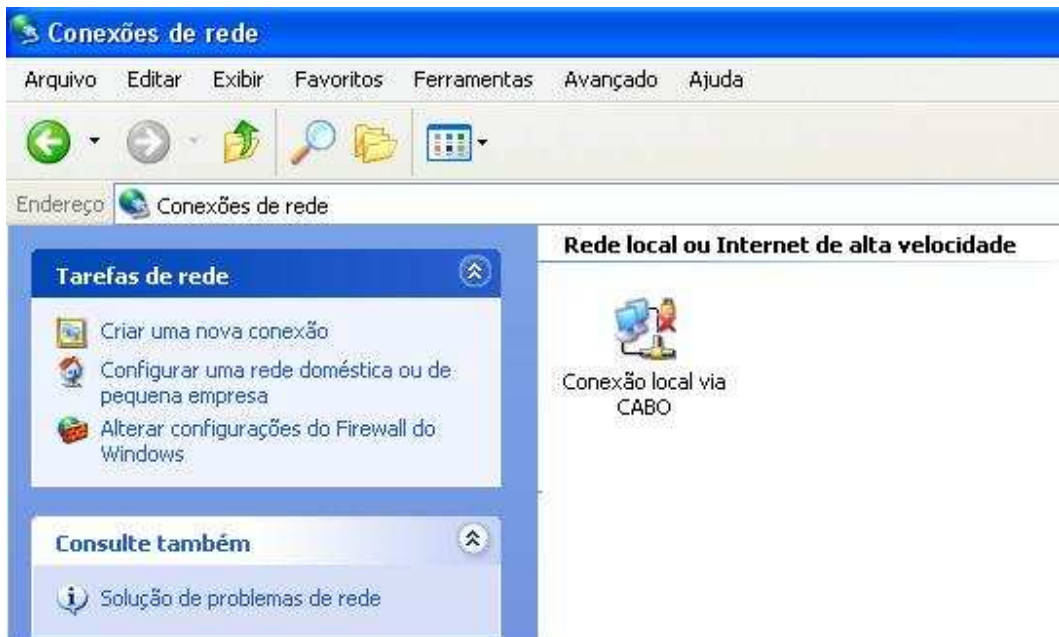 Conexões de rede
Arquivo Editar Exibir Favoritos Ferramentas Avançado Ajuda
Endereço Conexões de rede
Tarefas de rede
Criar uma nova conexão
Configurar uma rede doméstica ou de
pequena empresa
Alterar configurações do Firewall do
Windows
Consulte também
Solução de problemas de rede
Rede local ou Internet de alta velocidade
Conexão local via
CABO